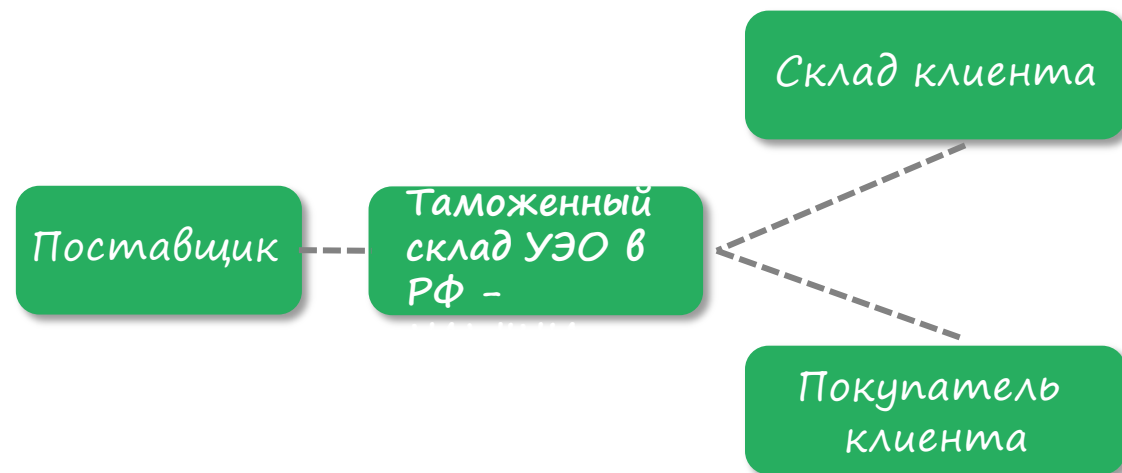 Склад клиента
Поставщик
Таможенный
склад УЭО в
РФ -
Покупатель
клиента